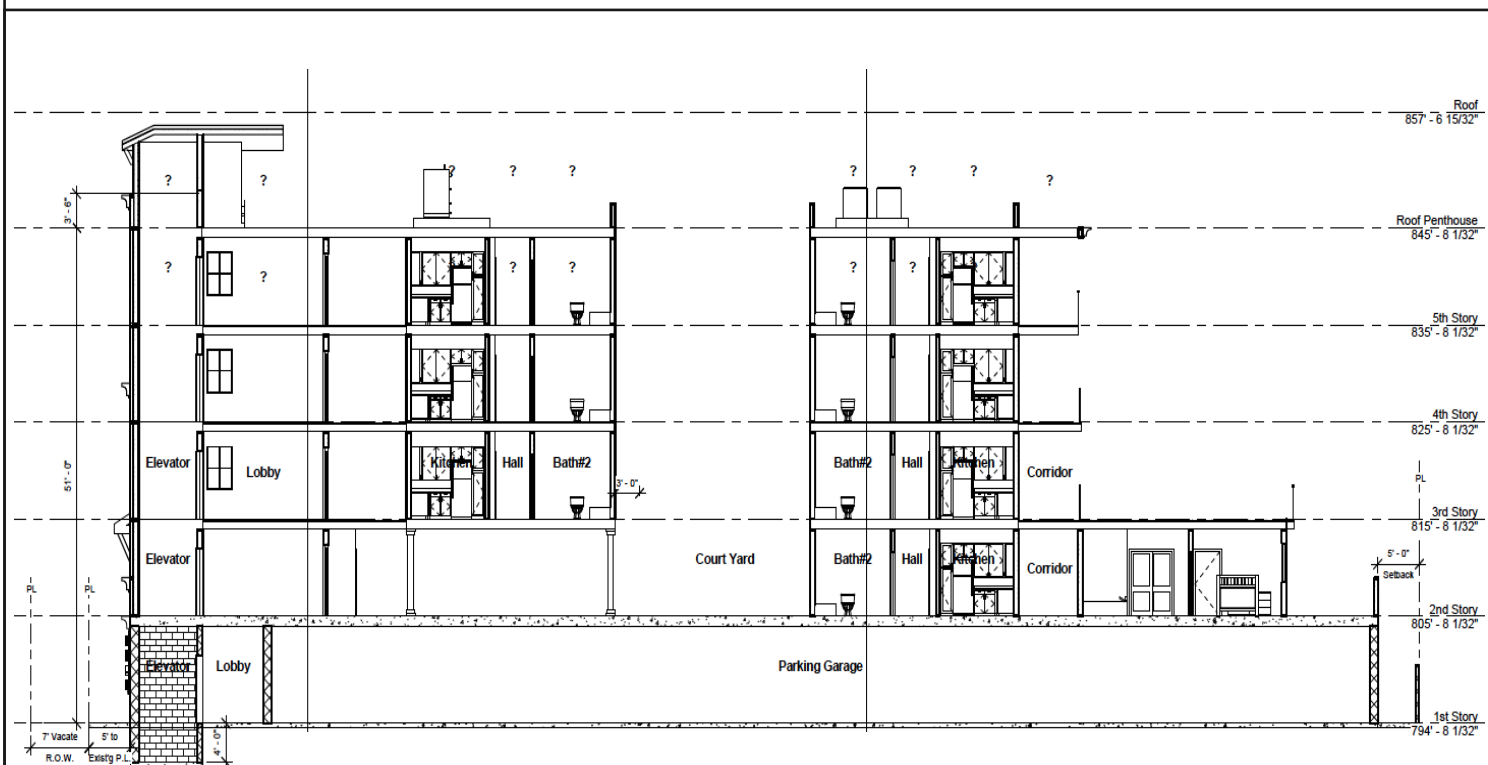 Roof
857' - 6 15/32"
? ? ? ? ? ? ? ? ?
3' - 6"
Roof Penthouse
845' - 8 1/32"
? ? ? ? ? ?
5th Story
835' - 8 1/32"
4th Story
825' - 8 1/32"
51' - 0"
Elevator Lobby Kitchen Hall Bath#2 Bath#2 Hall Kitchen Corridor
3' - 0"
PL
3rd Story
815' - 8 1/32"
Elevator Court Yard Bath#2 Hall Kitchen Corridor
5' - 0"
Setback
PL PL
2nd Story
805' - 8 1/32"
Elevator Lobby Parking Garage
1st Story
794' - 8 1/32"
7' Vacate 5' to
4' - 0"
R.O.W. Exist'g P.L.